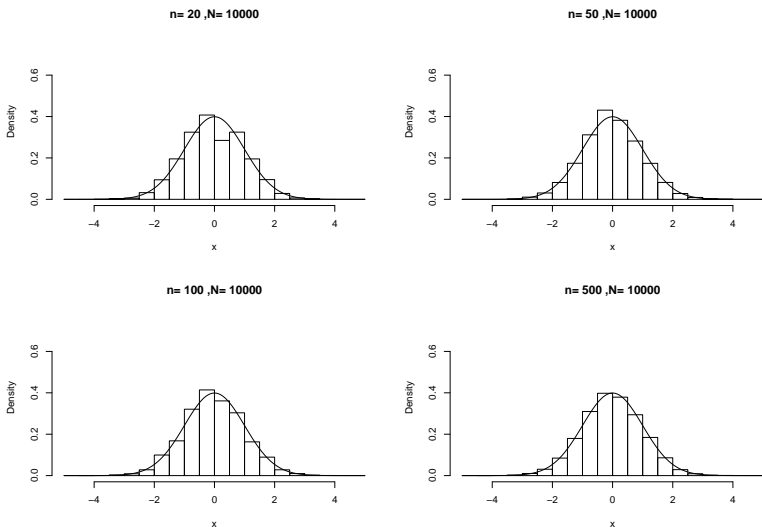 n= 20 ,N= 10000
Density
0.0 0.2 0.4 0.6
−4 −2 0 2 4
x
n= 50 ,N= 10000
Density
0.0 0.2 0.4 0.6
−4 −2 0 2 4
x
n= 100 ,N= 10000
Density
0.0 0.2 0.4 0.6
−4 −2 0 2 4
x
n= 500 ,N= 10000
Density
0.0 0.2 0.4 0.6
−4 −2 0 2 4
x